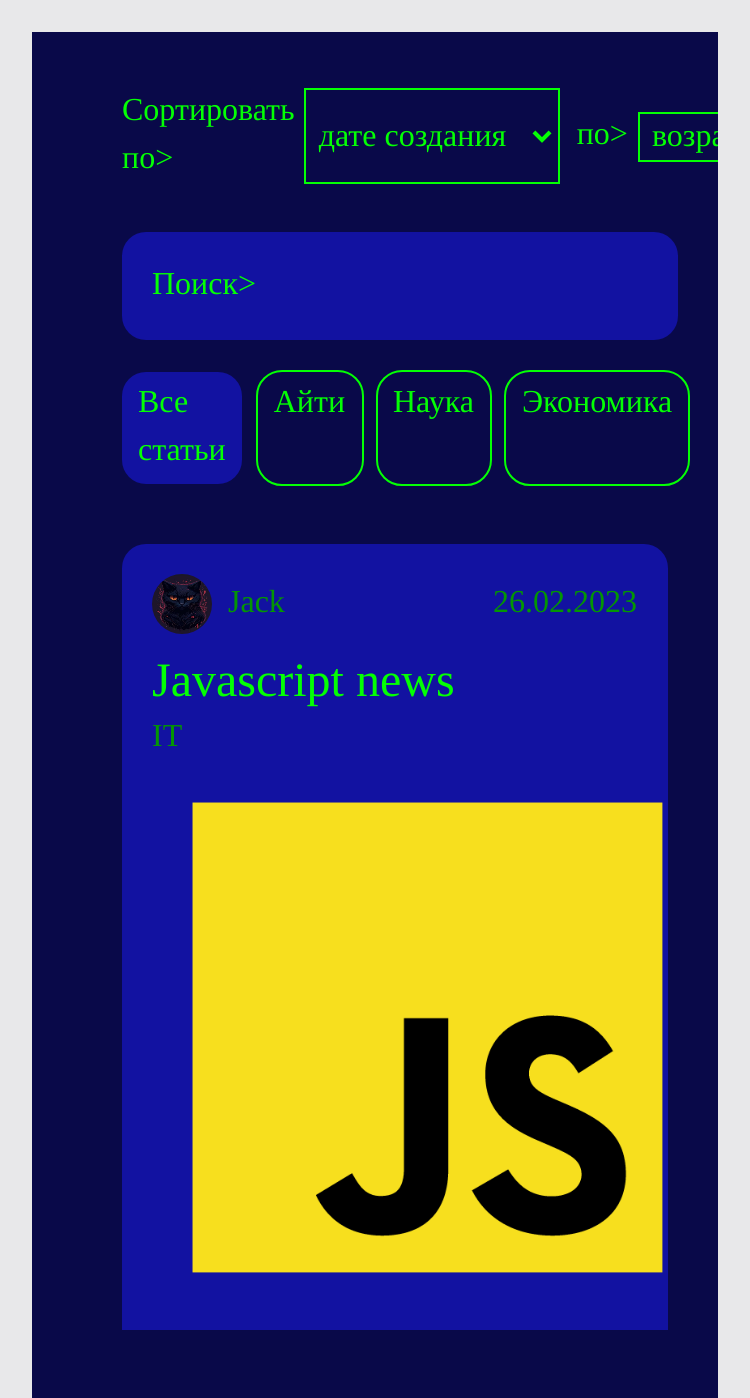 Сортировать
по>
дате создания
по>
возра
Поиск>
Все
статьи
Айти
Наука
Экономика
Jack
26.02.2023
Javascript news
IT
JS